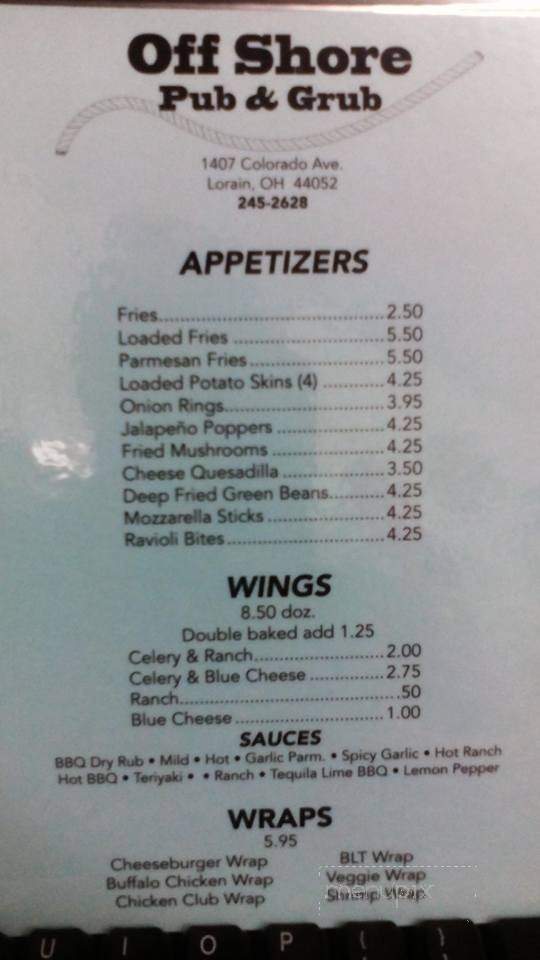 Off Shore
Pub & Grub
1407 Colorado Ave.
Lorain, OH 44052
245-2628
APPETIZERS
Fries..................................2.50
Loaded Fries ......................5.50
Parmesan Fries....................5.50
Loaded Potato Skins (4) .........4.25
Onion Rings.......................3.95
Jalapeño Poppers ................4.25
Fried Mushrooms .................4.25
Cheese Quesadilla ...............3.50
Deep Fried Green Beans.........4.25
Mozzarella Sticks .................4.25
Ravioli Bites.......................4.25
WINGS
8.50 doz.
Double baked add 1.25
Celery & Ranch....................2.00
Celery & Blue Cheese ............2.75
Ranch.................................50
Blue Cheese .......................1.00
SAUCES
BBQ Dry Rub • Mild • Hot • Garlic Parm. • Spicy Garlic • Hot Ranch
Hot BBQ • Teriyaki • • Ranch • Tequila Lime BBQ • Lemon Pepper
WRAPS
5.95
Cheeseburger Wrap BLT Wrap
Buffalo Chicken Wrap Veggie Wrap
Chicken Club Wrap Shrimp Wrap
menupix
U I O P { }
[